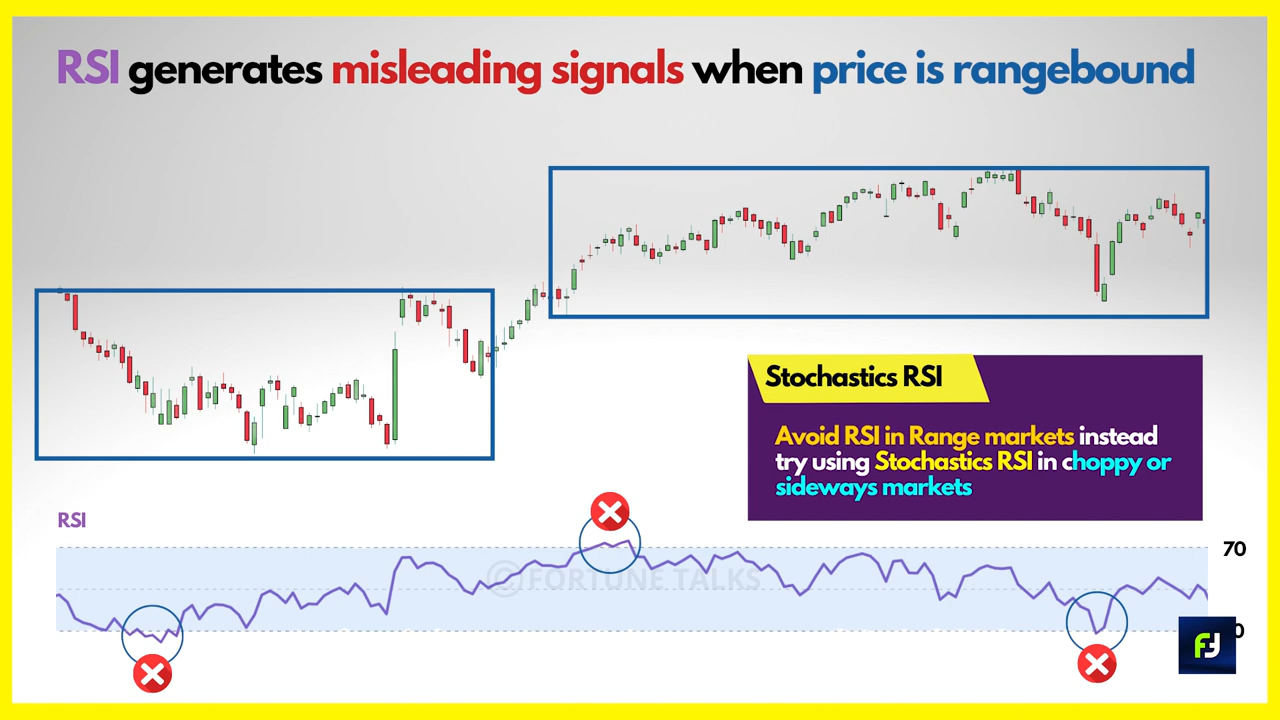 RSI generates misleading signals when price is rangebound
Stochastics RSI
Avoid RSI in Range markets instead
try using Stochastics RSI in choppy or
sideways markets
RSI
70
©FORTUNE TALKS
0